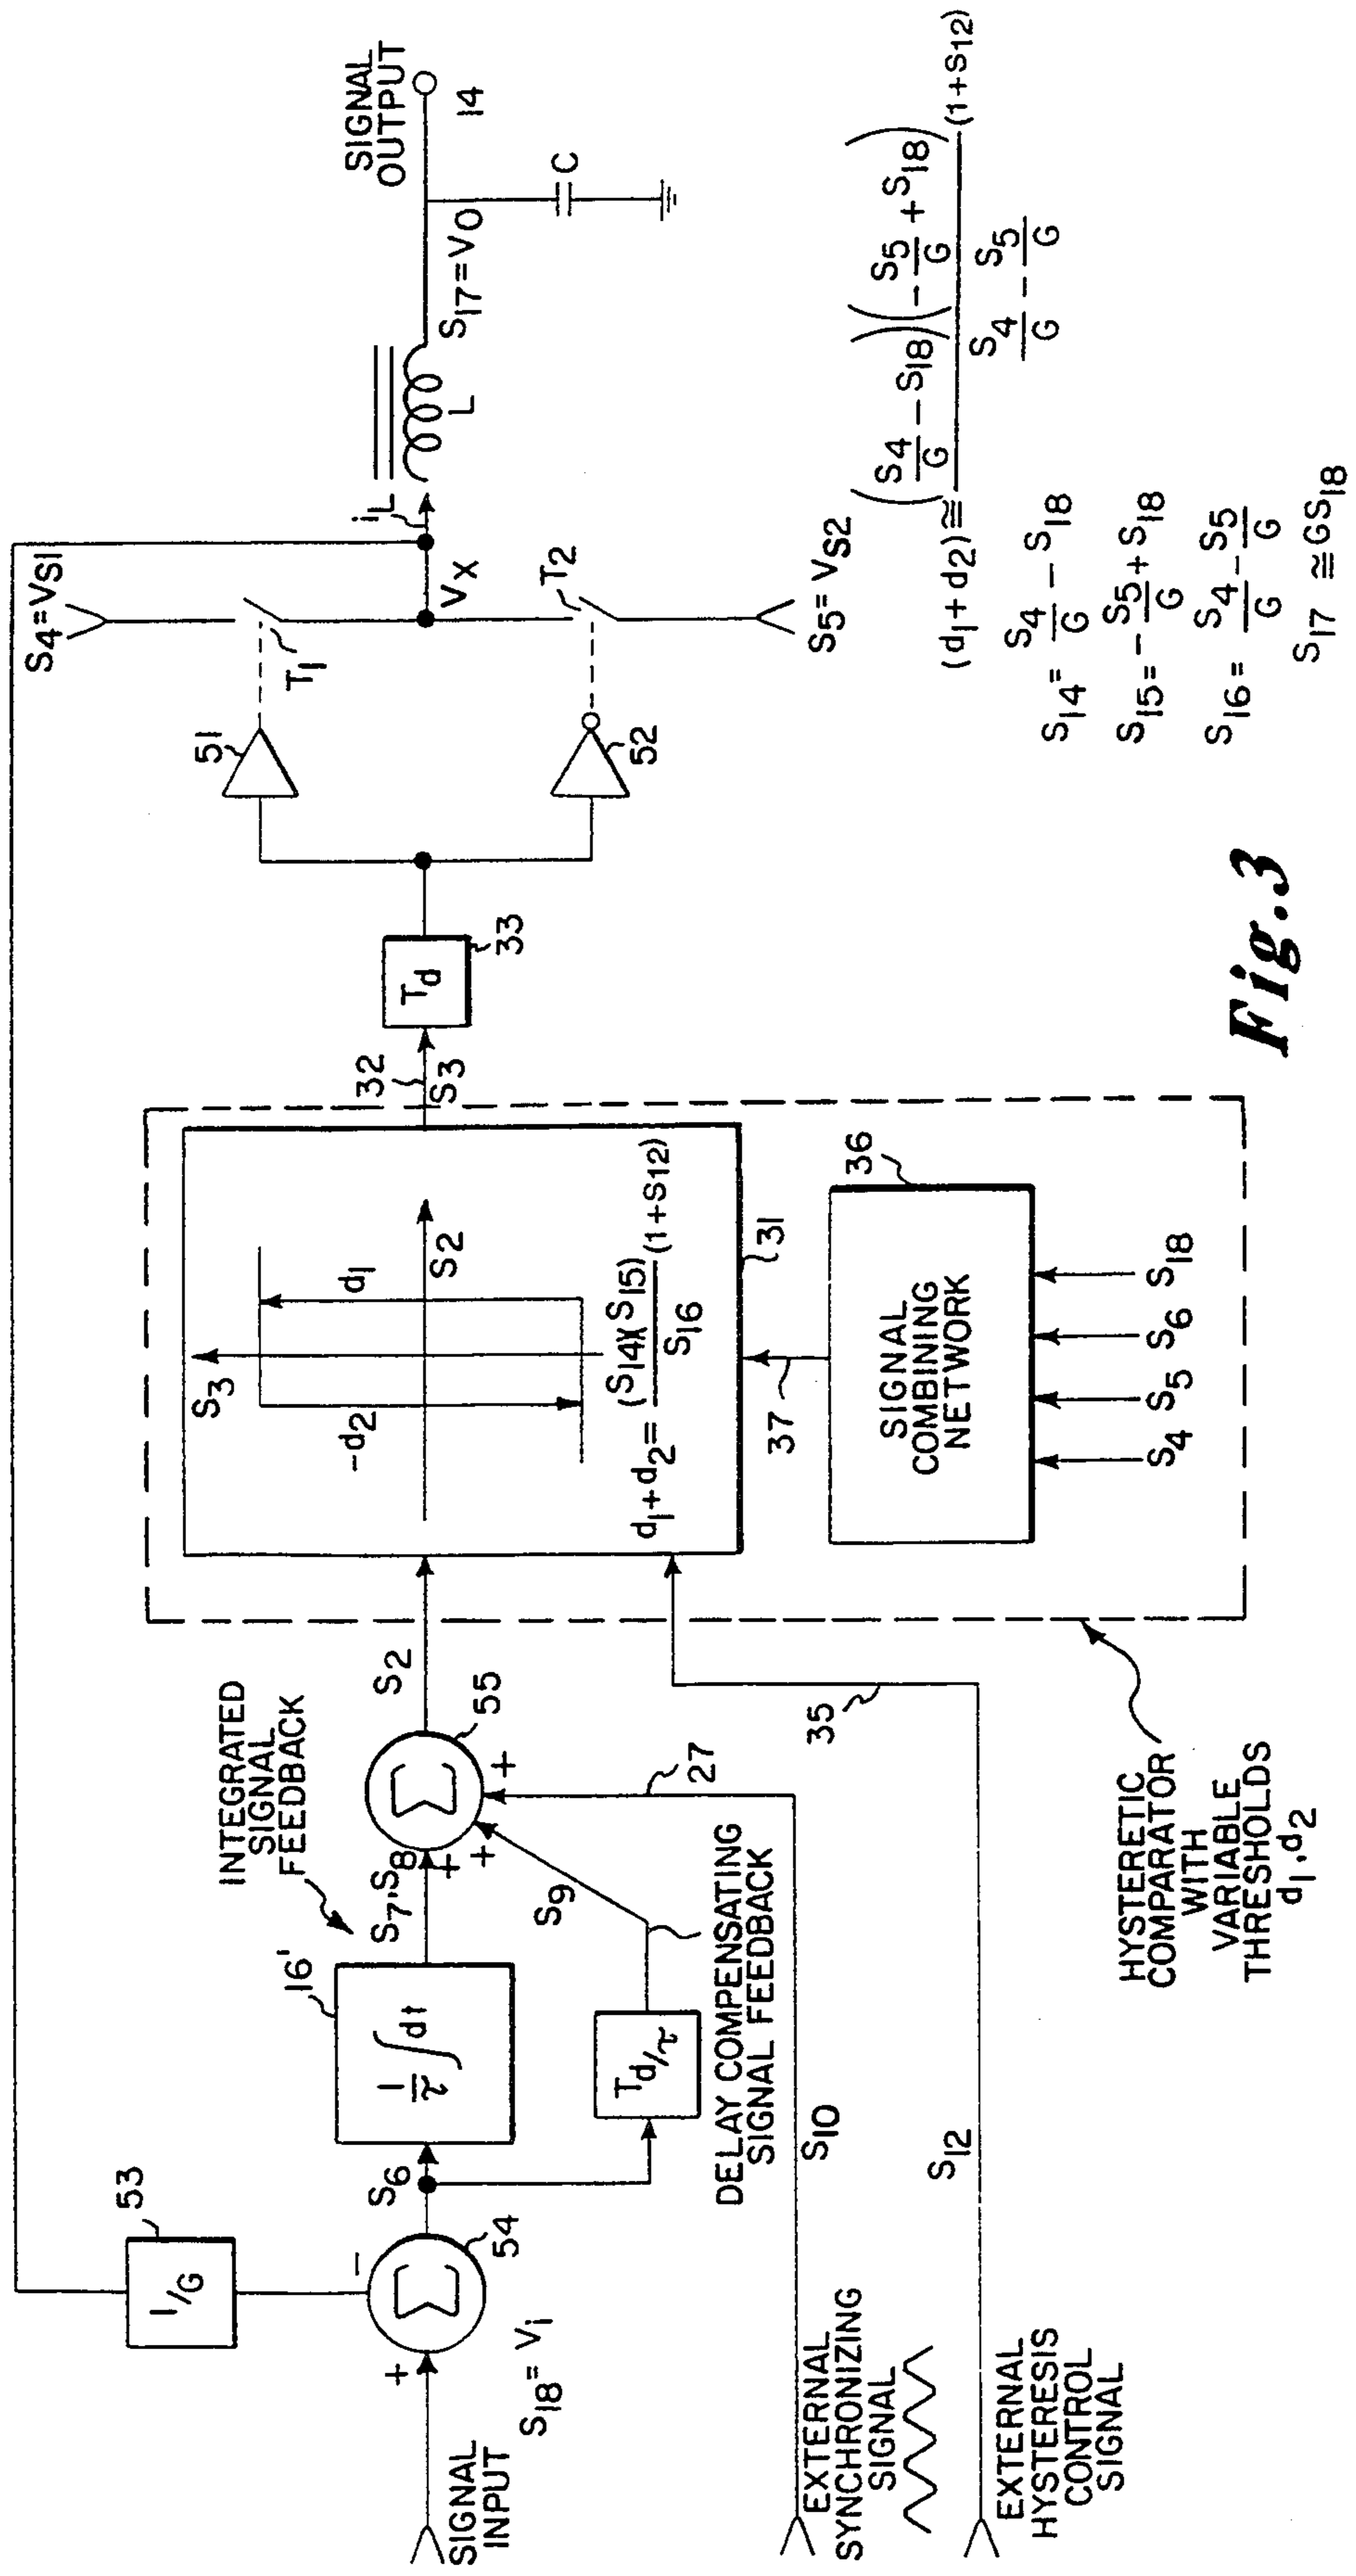 SIGNAL
INPUT
S18 = Vi
+
−
Σ
54
53
1/G
S6
16'
1/τ ∫dt
INTEGRATED
SIGNAL
FEEDBACK
S7,S8
Td/τ
S9
DELAY COMPENSATING
SIGNAL FEEDBACK
+
+
+
Σ
55
S2
27
EXTERNAL
SYNCHRONIZING
SIGNAL
S10
EXTERNAL
HYSTERESIS
CONTROL
SIGNAL
S12
35
HYSTERETIC
COMPARATOR
WITH
VARIABLE
THRESHOLDS
d1,d2
S3
-d2
d1
S2
d1+d2= (S14)(S15)/S16 (1+S12)
31
37
SIGNAL
COMBINING
NETWORK
36
S4
S5
S6
S18
32
S3
Td
33
51
52
T1
T2
S4=VS1
VX
S5=VS2
iL
L
S17=VO
C
SIGNAL
OUTPUT
14
(d1+d2)≅ (S4/G −S18)(−S5/G +S18)/(S4/G − S5/G) (1+S12)
S14= S4/G − S18
S15= −S5/G +S18
S16= S4/G − S5/G
S17 ≅ GS18
Fig.3